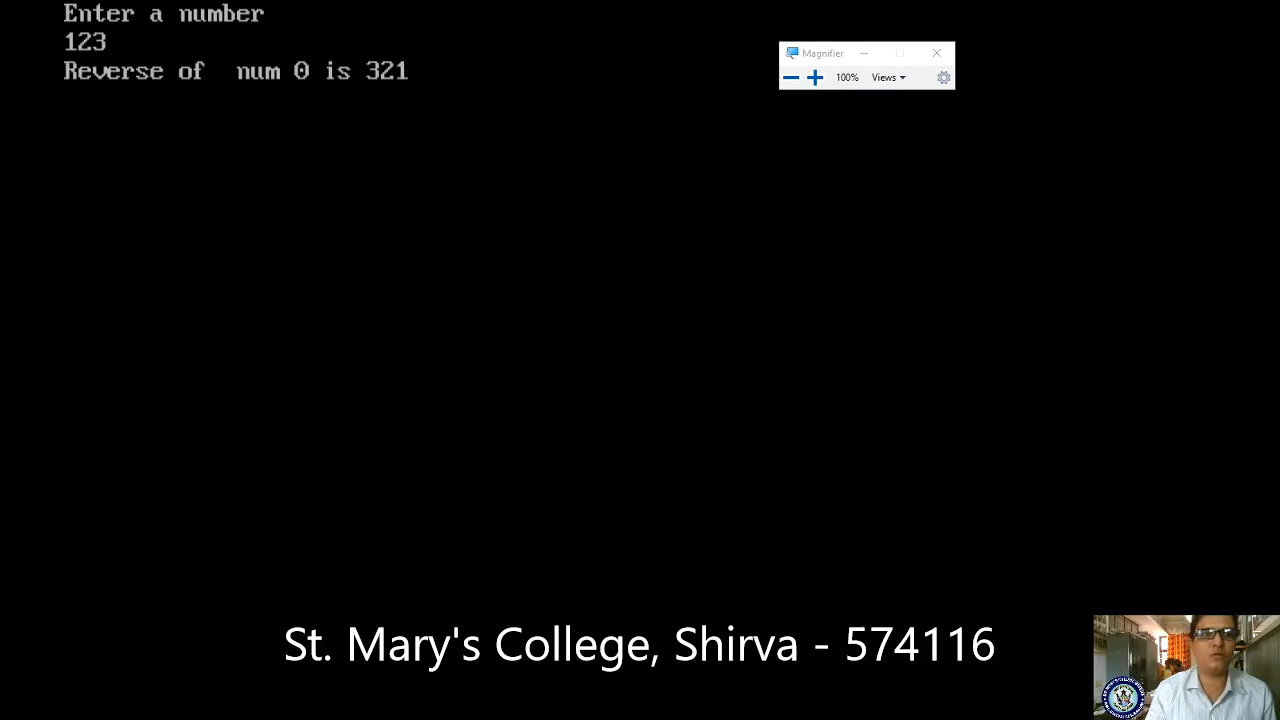 Enter a number
123
Reverse of  num 0 is 321
Magnifier
100% Views
St. Mary's College, Shirva - 574116